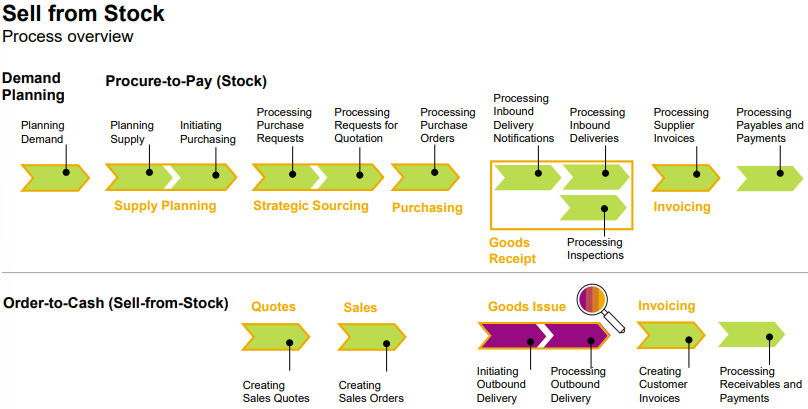 Sell from Stock
Process overview
Demand
Planning
Procure-to-Pay (Stock)
Planning
Demand
Planning
Supply
Initiating
Purchasing
Processing
Purchase
Requests
Processing
Requests for
Quotation
Processing
Purchase
Orders
Processing
Inbound
Delivery
Notifications
Processing
Inbound
Deliveries
Processing
Supplier
Invoices
Processing
Payables and
Payments
Supply Planning
Strategic Sourcing
Purchasing
Invoicing
Goods
Receipt
Processing
Inspections
Order-to-Cash (Sell-from-Stock)
Quotes
Sales
Goods Issue
Invoicing
Creating
Sales Quotes
Creating
Sales Orders
Initiating
Outbound
Delivery
Processing
Outbound
Delivery
Creating
Customer
Invoices
Processing
Receivables and
Payments